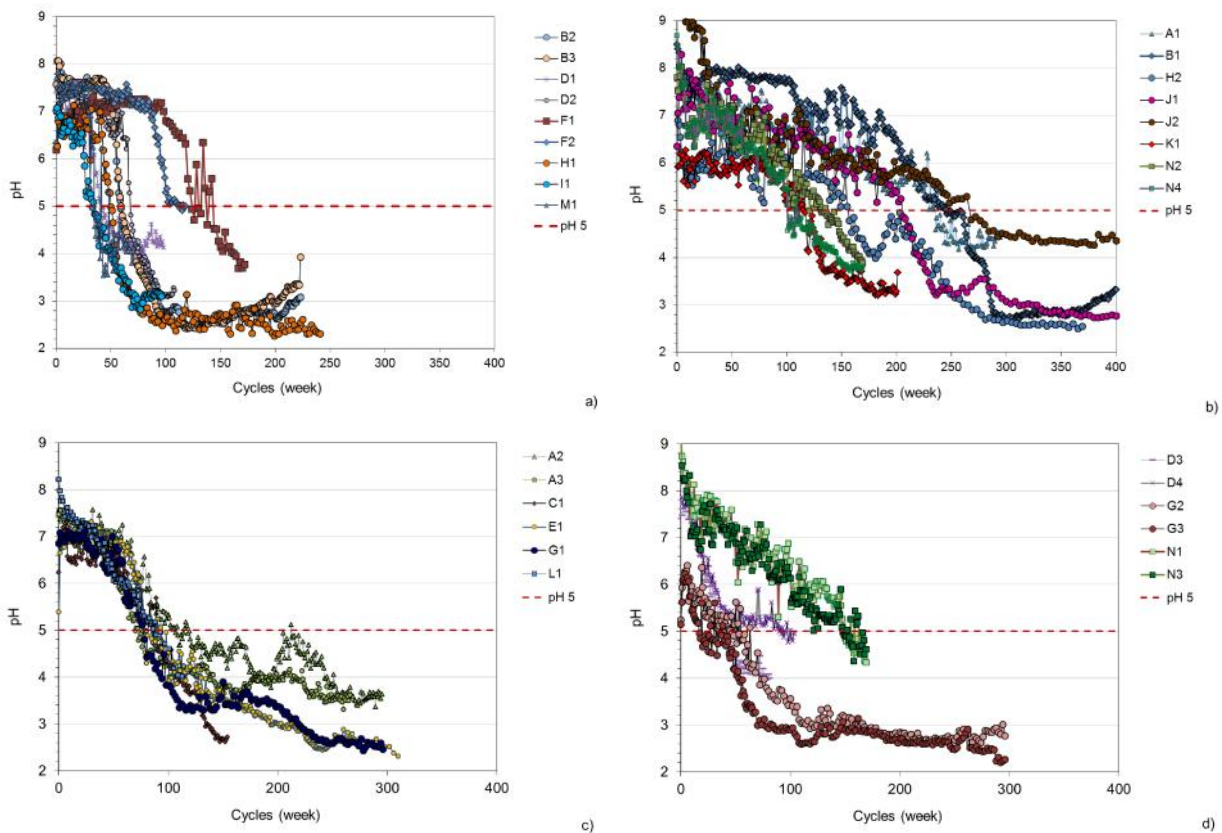 9
8
7
6
5
4
3
2
pH
0
50
100
150
200
250
300
350
400
Cycles (week)
B2
B3
D1
D2
F1
F2
H1
I1
M1
pH 5
a)
9
8
7
6
5
4
3
2
pH
0
50
100
150
200
250
300
350
400
Cycles (week)
A1
B1
H2
J1
J2
K1
N2
N4
pH 5
b)
9
8
7
6
5
4
3
2
pH
0
100
200
300
400
Cycles (week)
A2
A3
C1
E1
G1
L1
pH 5
c)
9
8
7
6
5
4
3
2
pH
0
100
200
300
400
Cycles (week)
D3
D4
G2
G3
N1
N3
pH 5
d)